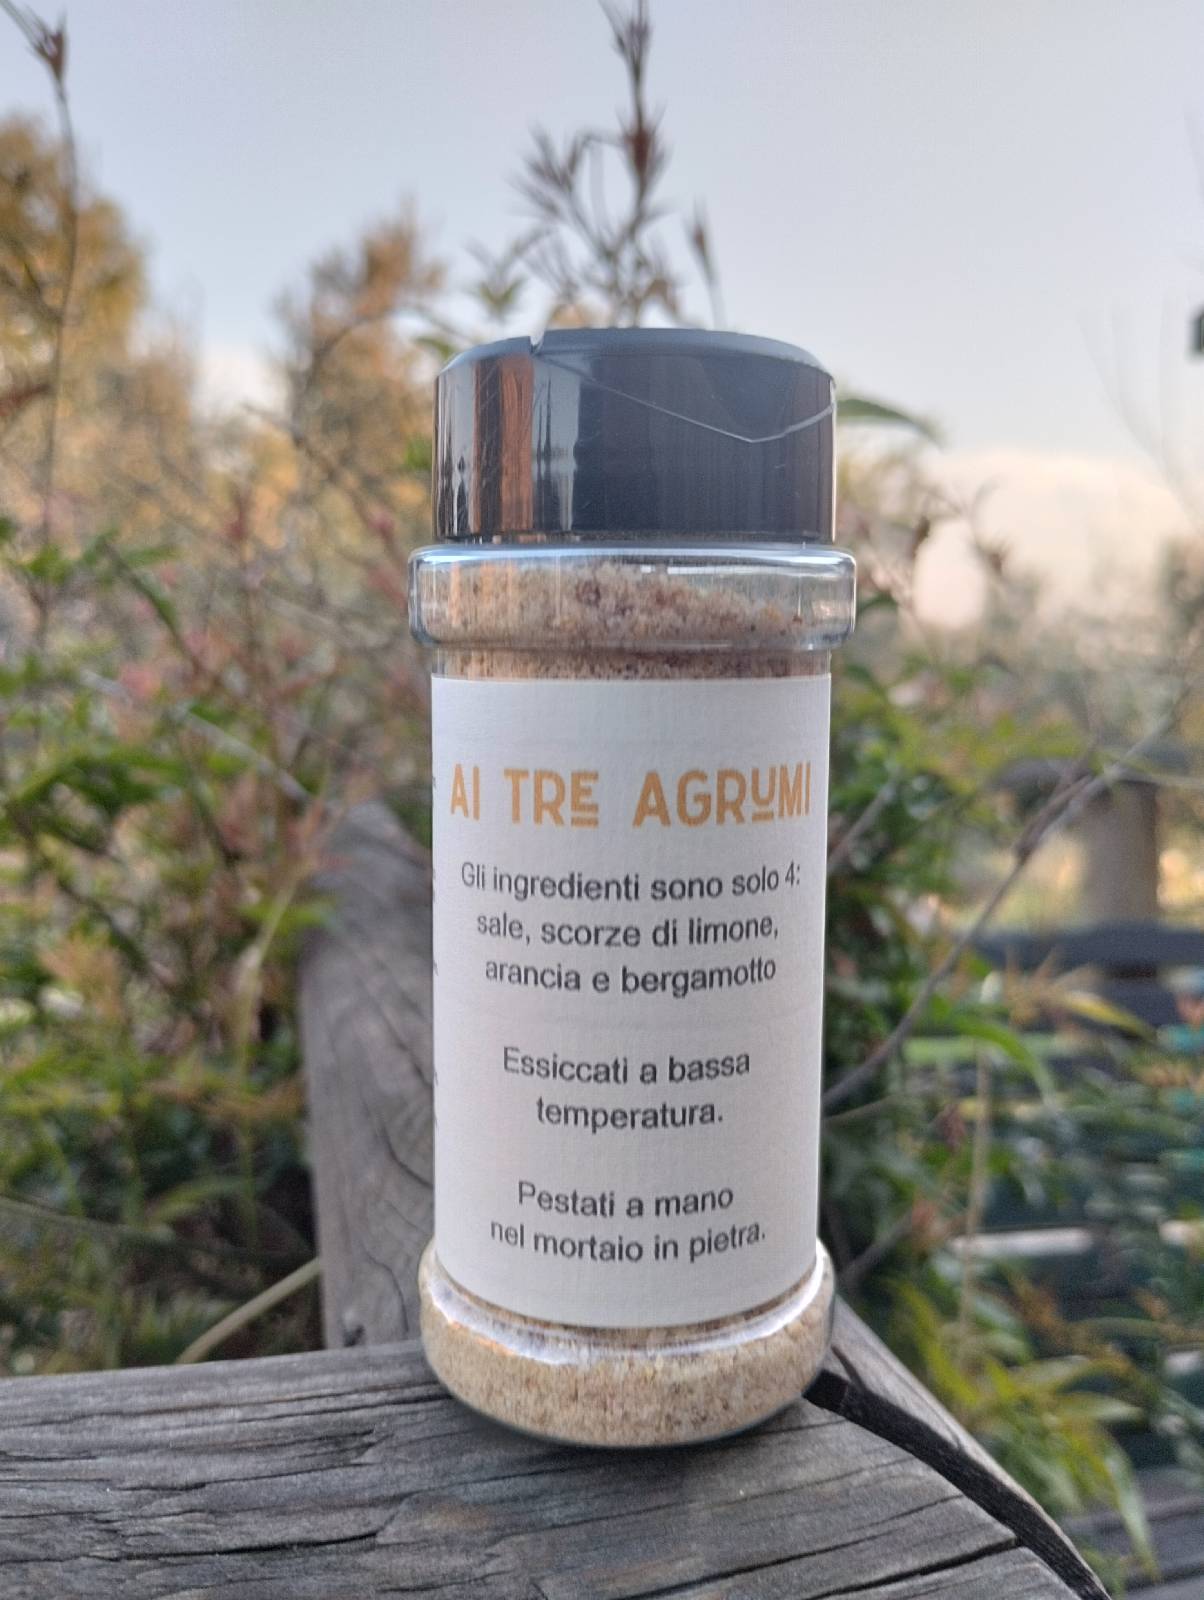 AI TRE AGRUMI
Gli ingredienti sono solo 4:
sale, scorze di limone,
arancia e bergamotto
Essiccati a bassa
temperatura.
Pestati a mano
nel mortaio in pietra.